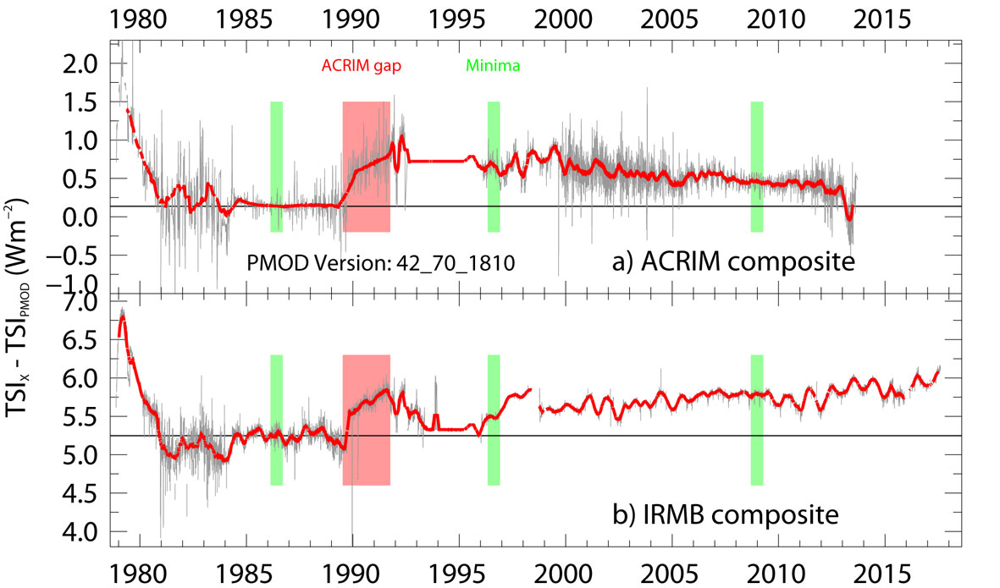 1980 1985 1990 1995 2000 2005 2010 2015
2.0
ACRIM gap Minima
1.5
1.0
0.5
0.0
−0.5
PMOD Version: 42_70_1810 a) ACRIM composite
−1.0
TSIX - TSIPMOD (Wm−2)
7.0
6.5
6.0
5.5
5.0
4.5
b) IRMB composite
4.0
1980 1985 1990 1995 2000 2005 2010 2015